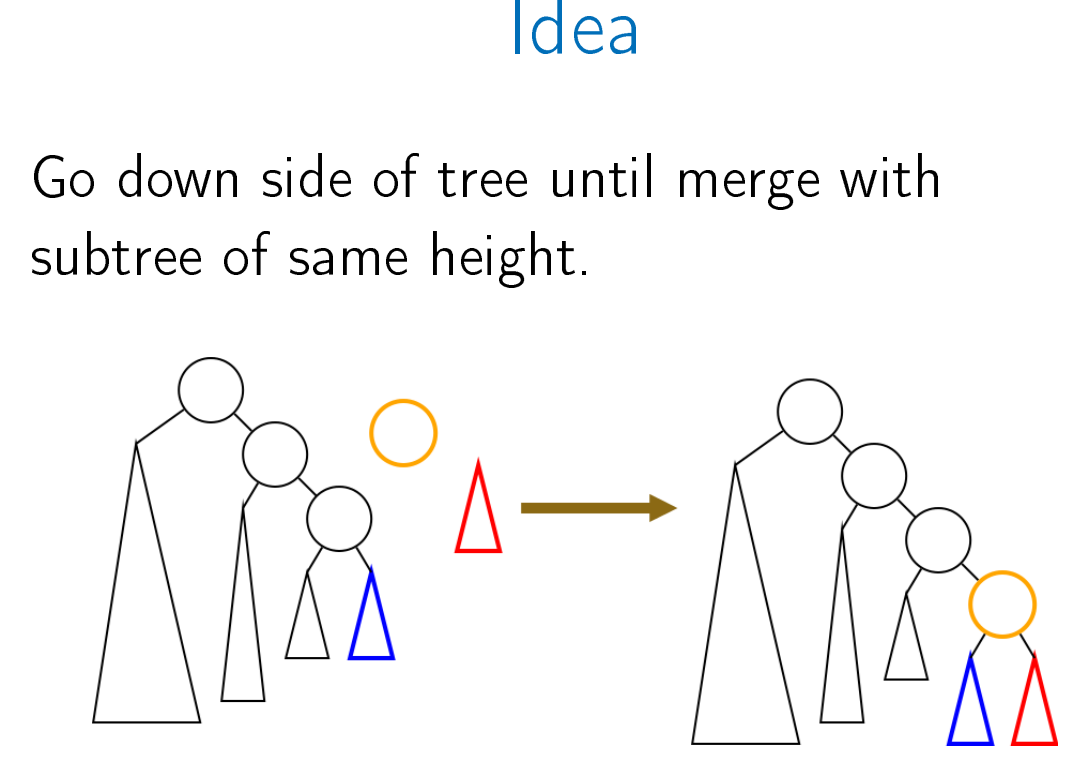 Idea
Go down side of tree until merge with
subtree of same height.